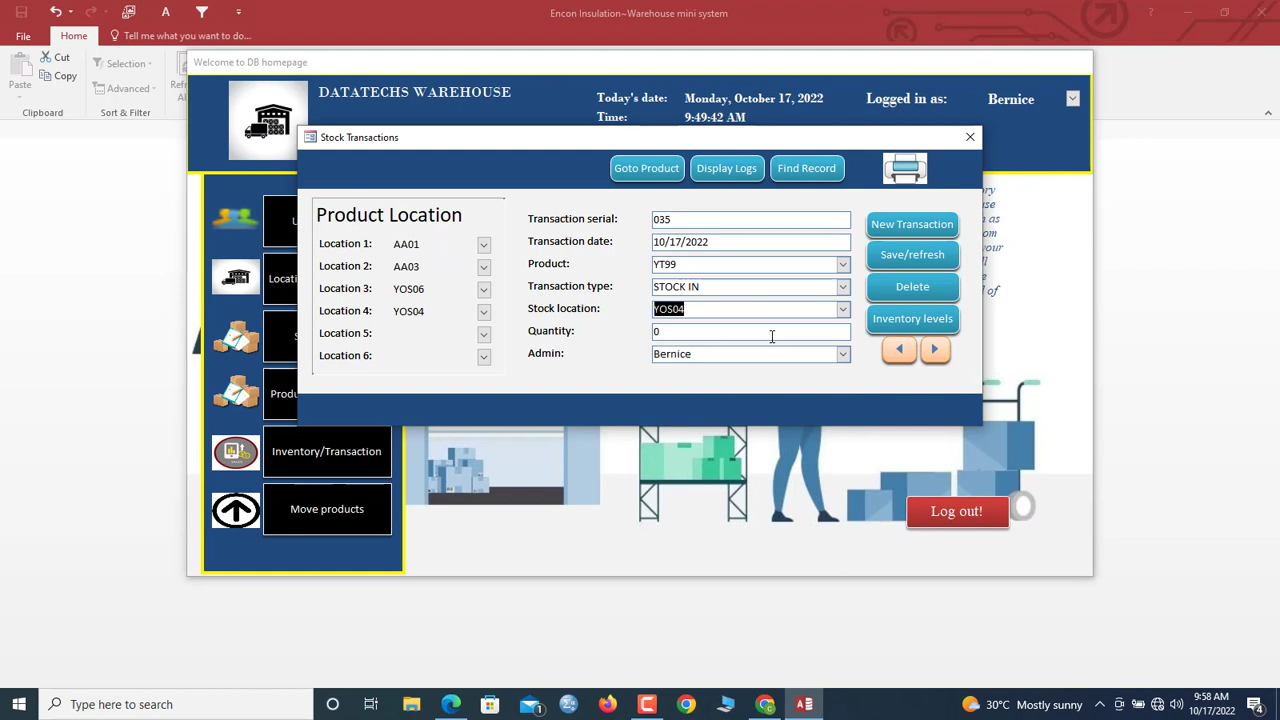 Encon Insulation~Warehouse mini system
File
Home
Tell me what you want to do...
Paste
Cut
Copy
Selection
Advanced
Clipboard
Sort & Filter
Welcome to DB homepage
DATATECHS WAREHOUSE
Today's date: Monday, October 17, 2022
Time: 9:49:42 AM
Logged in as: Bernice
Stock Transactions
Goto Product
Display Logs
Find Record
Product Location
Location 1: AA01
Location 2: AA03
Location 3: YOS06
Location 4: YOS04
Location 5:
Location 6:
Transaction serial: 035
Transaction date: 10/17/2022
Product: YT99
Transaction type: STOCK IN
Stock location: YOS04
Quantity: 0
Admin: Bernice
New Transaction
Save/refresh
Delete
Inventory levels
Inventory/Transaction
Move products
Log out!
Type here to search
1
30°C Mostly sunny
9:58 AM
10/17/2022
4